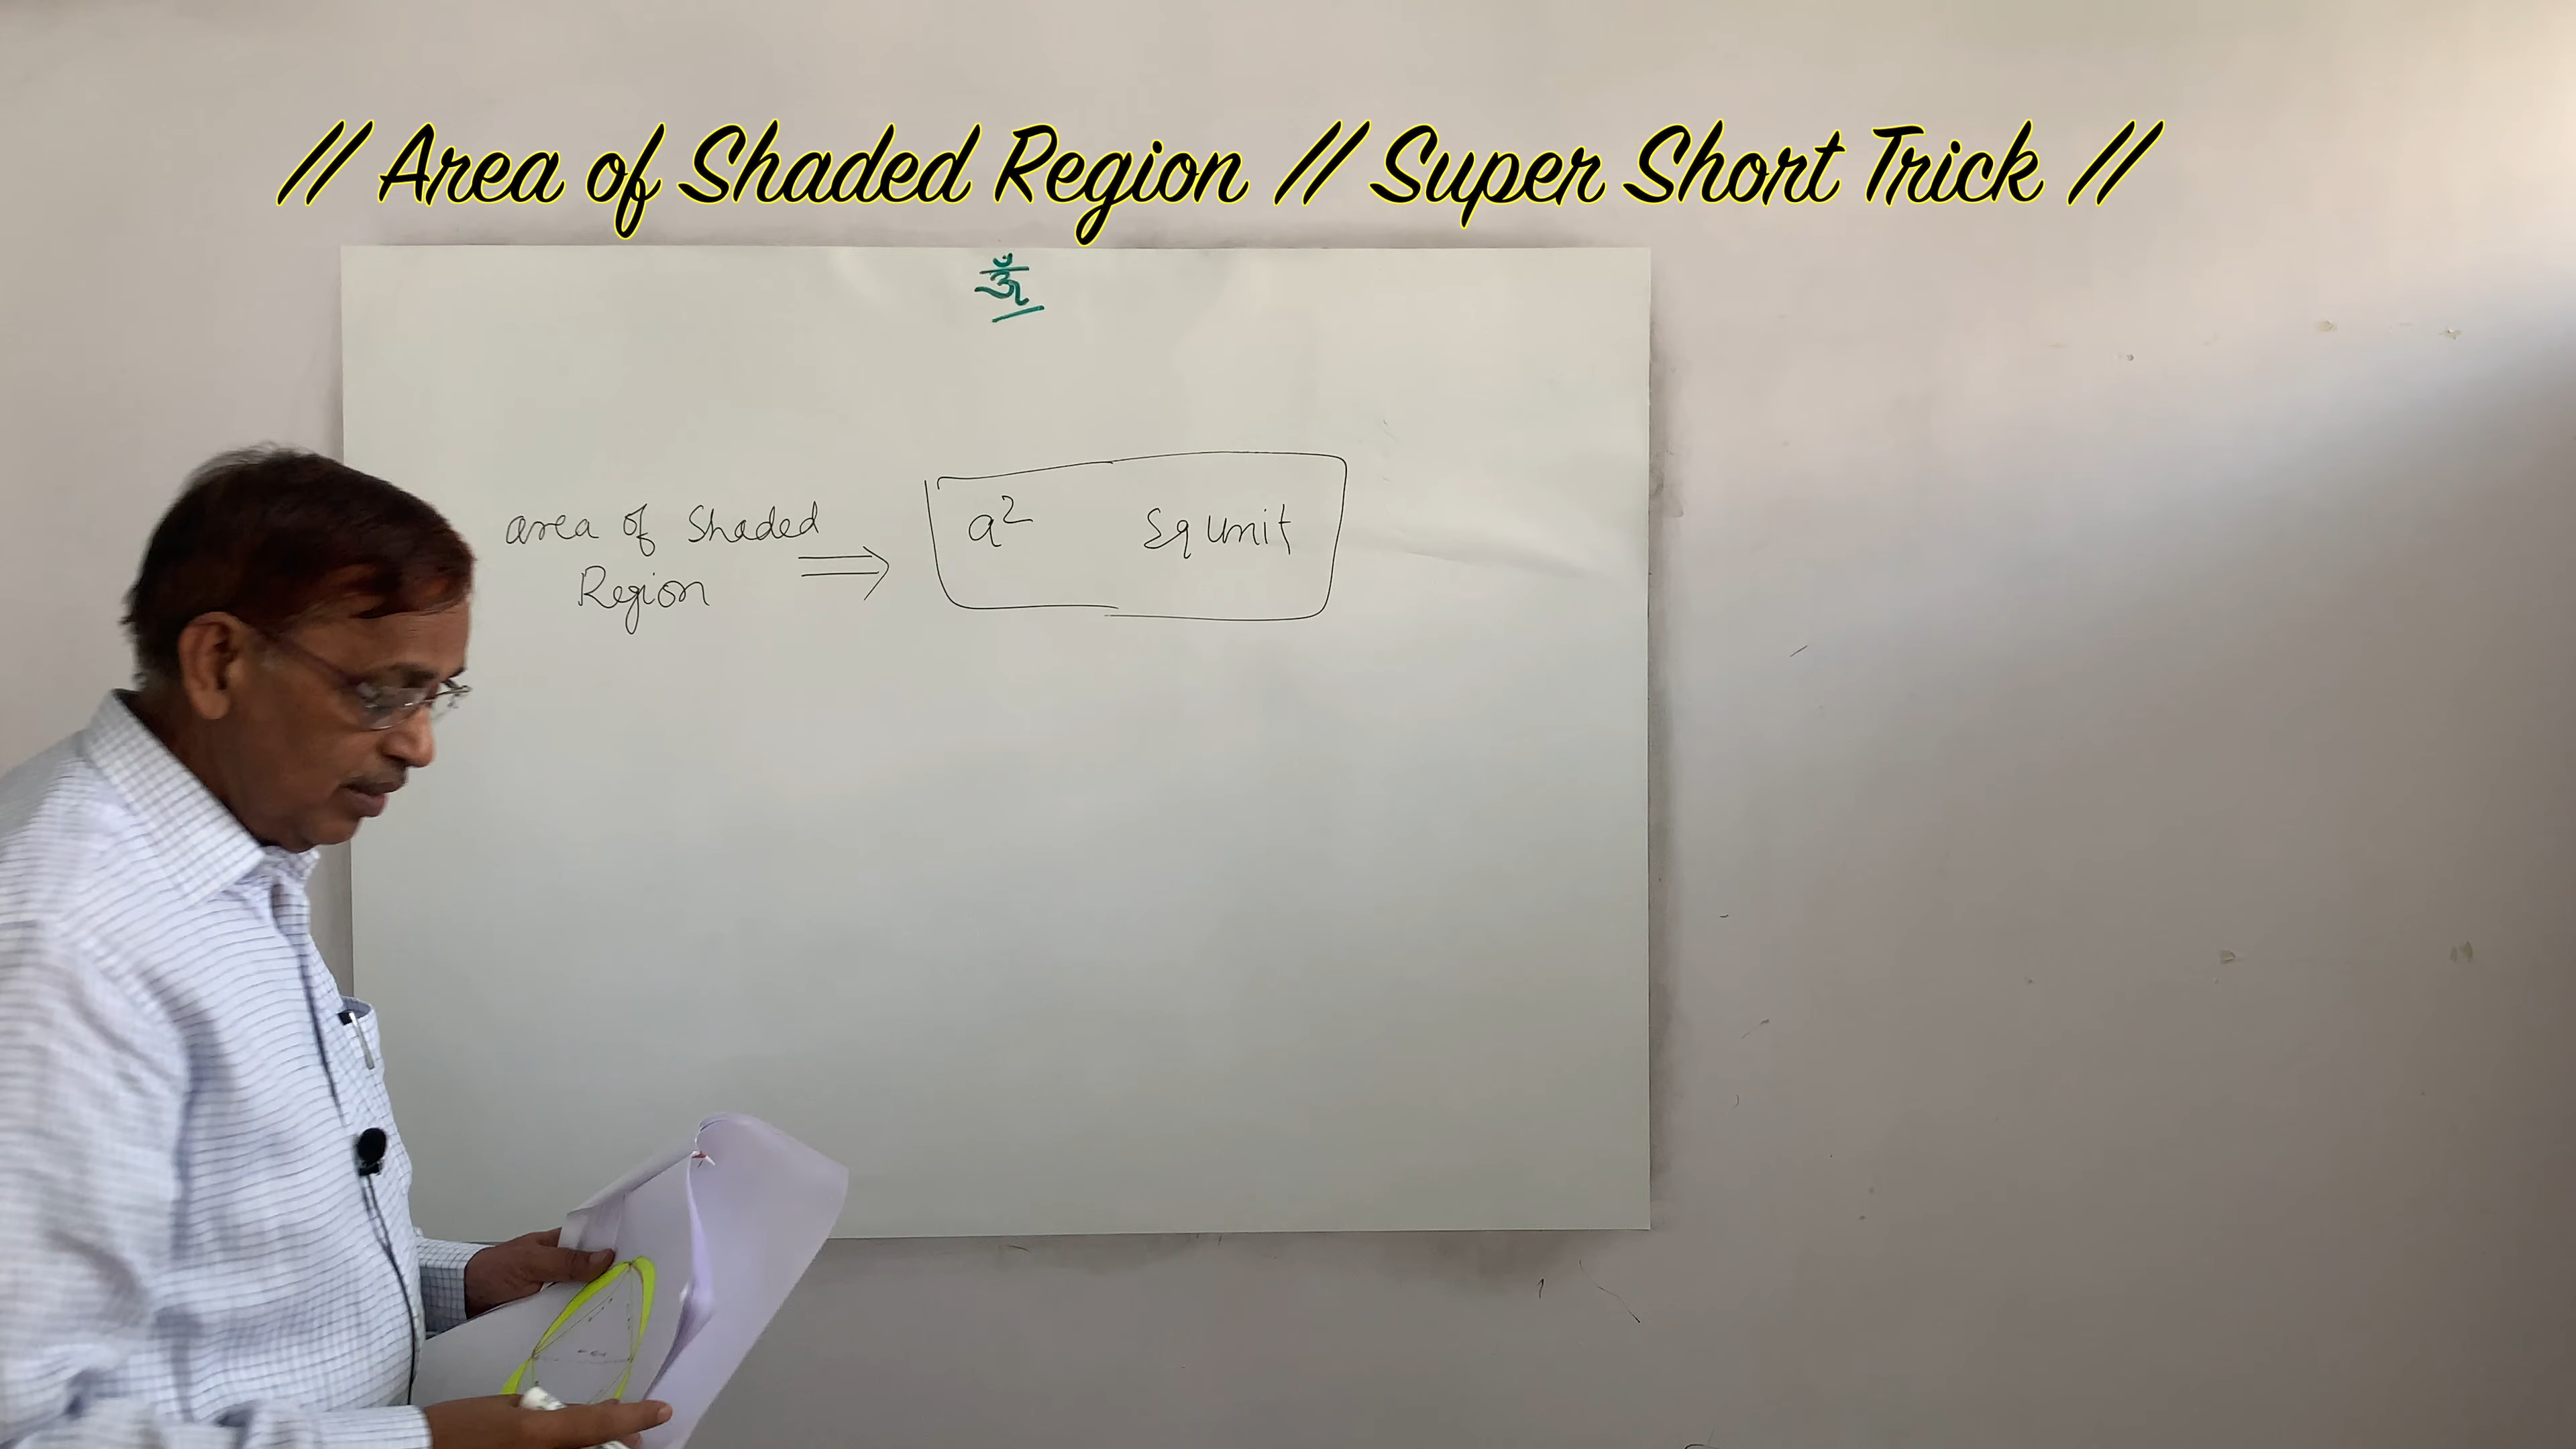 // Area of Shaded Region // Super Short Trick //
ॐ
area of Shaded
Region ⟹ a² Sq unit